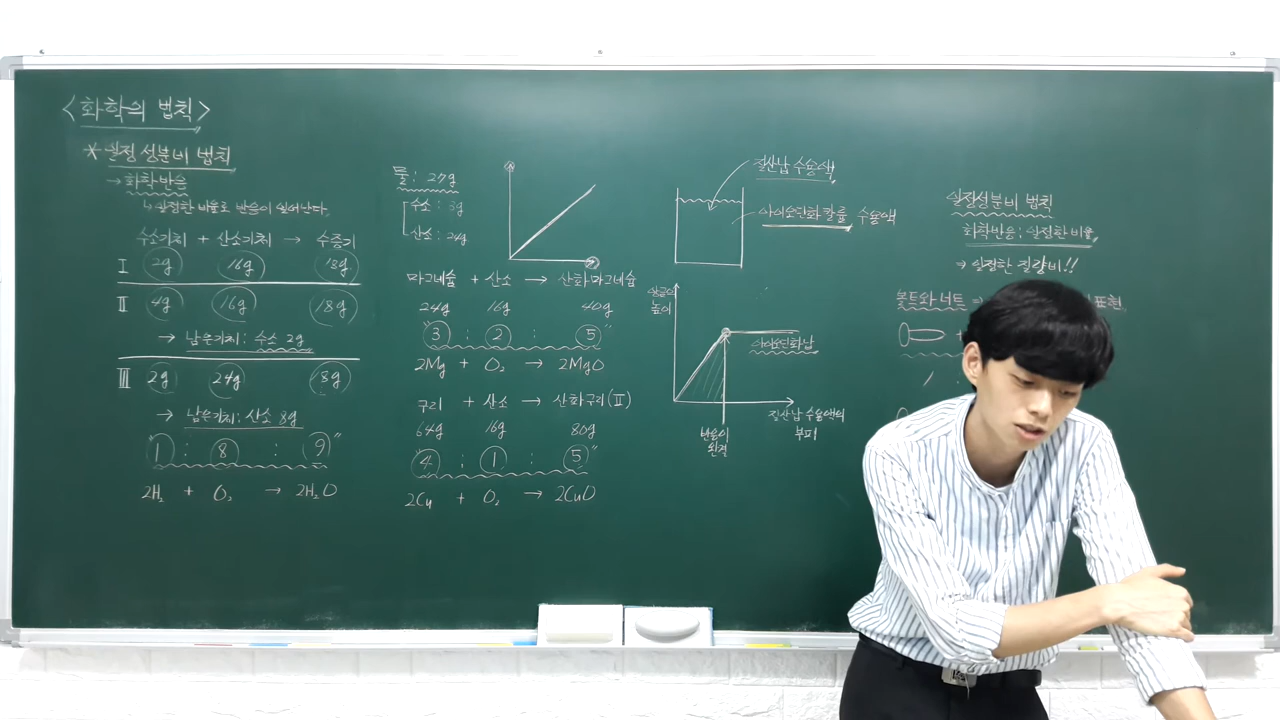 <화학의 법칙>
* 일정 성분비 법칙
→ 화학반응
↳ 일정한 비율로 반응이 일어난다.
수소기체 + 산소기체 → 수증기
Ⅰ 2g 16g 18g
Ⅱ 4g 16g 18g
→ 남은기체: 수소 2g
Ⅲ 2g 24g 18g
→ 남은기체: 산소 8g
"1 : 8 : 9"
2H₂ + O₂ → 2H₂O
물: 27g
수소: 3g
산소: 24g
마그네슘 + 산소 → 산화마그네슘
24g 16g 40g
"3 : 2 : 5"
2Mg + O₂ → 2MgO
구리 + 산소 → 산화구리(Ⅱ)
64g 16g 80g
"4 : 1 : 5"
2Cu + O₂ → 2CuO
질산납 수용액
아이오딘화 칼륨 수용액
앙금의
높이
아이오딘화납
질산납 수용액의
부피
반응이
완결
일정성분비 법칙
화학반응; 일정한 비율
→ 일정한 질량비!!
볼트와 너트 ⇒ 표현
+